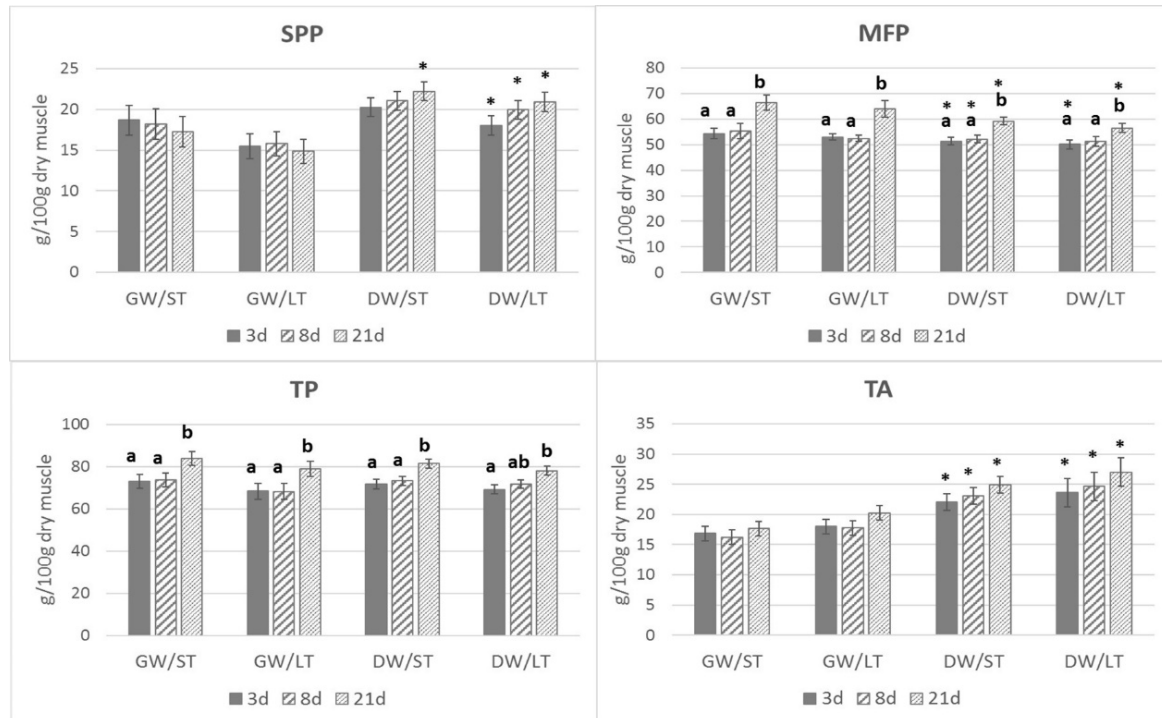 SPP
g/100g dry muscle
25
20
15
10
5
0
* * * *
GW/ST GW/LT DW/ST DW/LT
3d 8d 21d
MFP
g/100g dry muscle
80
70
60
50
40
30
20
10
0
* *
b b * * b * * b
a a a a a a a a
GW/ST GW/LT DW/ST DW/LT
3d 8d 21d
TP
g/100g dry muscle
100
80
60
40
20
0
a a b a a b a a b a ab b
GW/ST GW/LT DW/ST DW/LT
3d 8d 21d
TA
g/100g dry muscle
35
30
25
20
15
10
5
0
* * * * * *
GW/ST GW/LT DW/ST DW/LT
3d 8d 21d